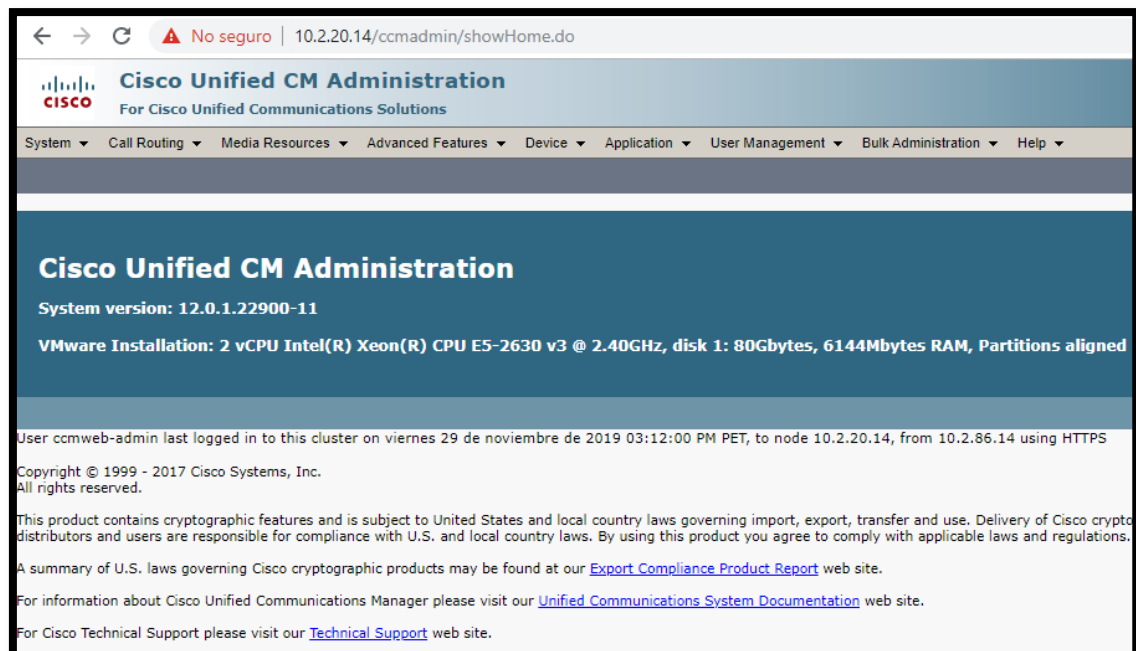 No seguro | 10.2.20.14/ccmadmin/showHome.do
CISCO
Cisco Unified CM Administration
For Cisco Unified Communications Solutions
System Call Routing Media Resources Advanced Features Device Application User Management Bulk Administration Help
Cisco Unified CM Administration
System version: 12.0.1.22900-11
VMware Installation: 2 vCPU Intel(R) Xeon(R) CPU E5-2630 v3 @ 2.40GHz, disk 1: 80Gbytes, 6144Mbytes RAM, Partitions aligned
User ccmweb-admin last logged in to this cluster on viernes 29 de noviembre de 2019 03:12:00 PM PET, to node 10.2.20.14, from 10.2.86.14 using HTTPS
Copyright © 1999 - 2017 Cisco Systems, Inc.
All rights reserved.
This product contains cryptographic features and is subject to United States and local country laws governing import, export, transfer and use. Delivery of Cisco crypto
distributors and users are responsible for compliance with U.S. and local country laws. By using this product you agree to comply with applicable laws and regulations.
A summary of U.S. laws governing Cisco cryptographic products may be found at our Export Compliance Product Report web site.
For information about Cisco Unified Communications Manager please visit our Unified Communications System Documentation web site.
For Cisco Technical Support please visit our Technical Support web site.